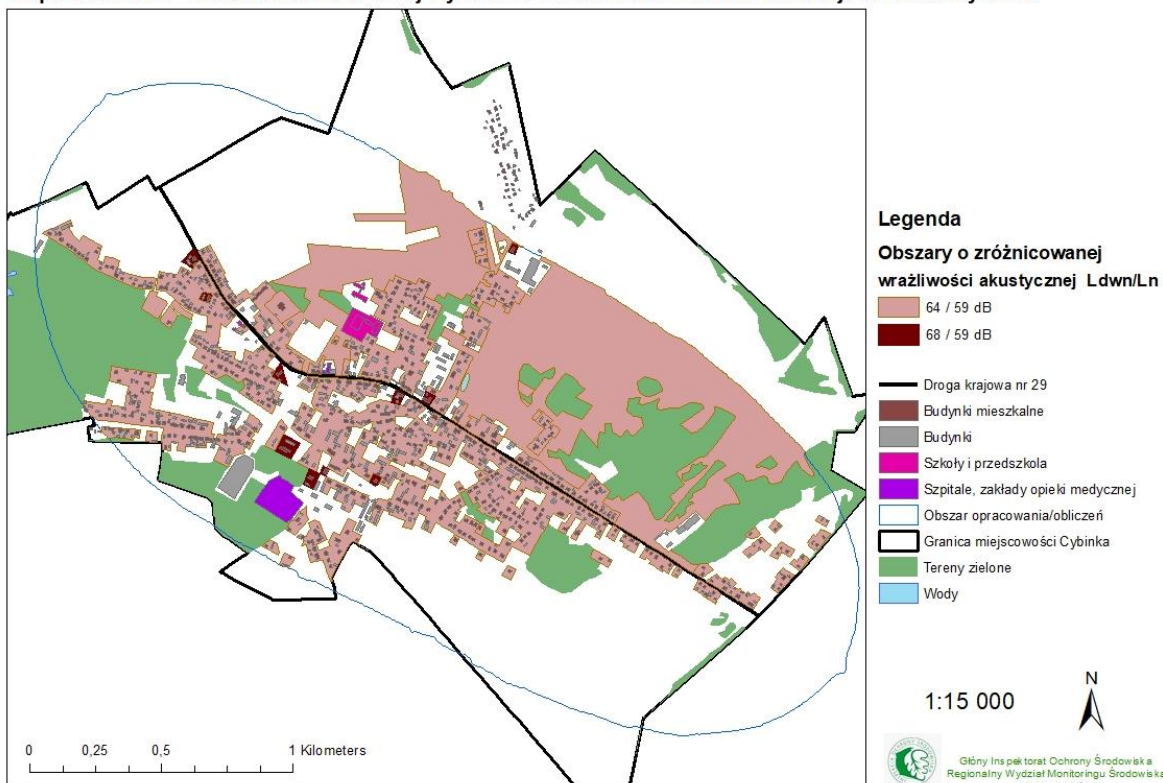 Legenda
Obszary o zróżnicowanej
wrażliwości akustycznej Ldwn/Ln
64 / 59 dB
68 / 59 dB
Droga krajowa nr 29
Budynki mieszkalne
Budynki
Szkoły i przedszkola
Szpitale, zakłady opieki medycznej
Obszar opracowania/obliczeń
Granica miejscowości Cybinka
Tereny zielone
Wody
1:15 000
N
0 0,25 0,5 1 Kilometers
Głóny Inspektorat Ochrony Środowiska
Regionalny Wydział Monitoringu Środowiska